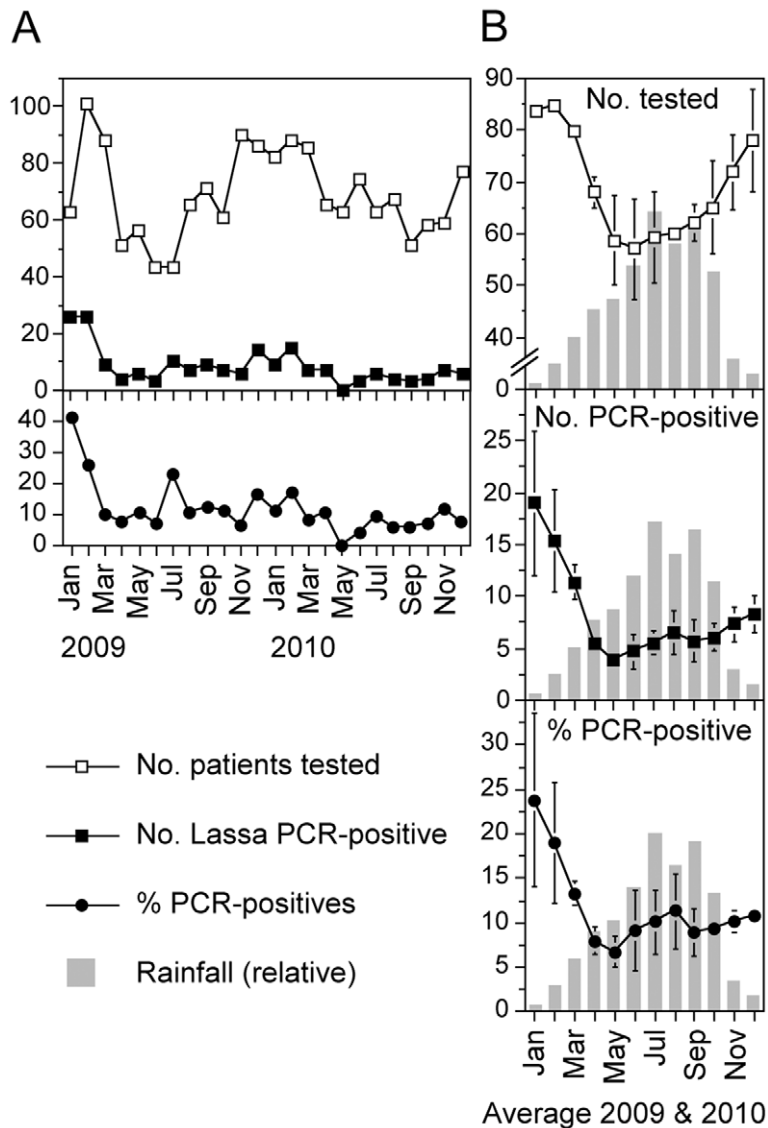 A
100
80
60
40
20
0
40
30
20
10
0
Jan Mar May Jul Sep Nov Jan Mar May Jul Sep Nov
2009 2010
No. patients tested
No. Lassa PCR-positive
% PCR-positives
Rainfall (relative)
B
No. tested
90
80
70
60
50
40
0
No. PCR-positive
25
20
15
10
5
0
% PCR-positive
30
25
20
15
10
5
0
Jan Mar May Jul Sep Nov
Average 2009 & 2010